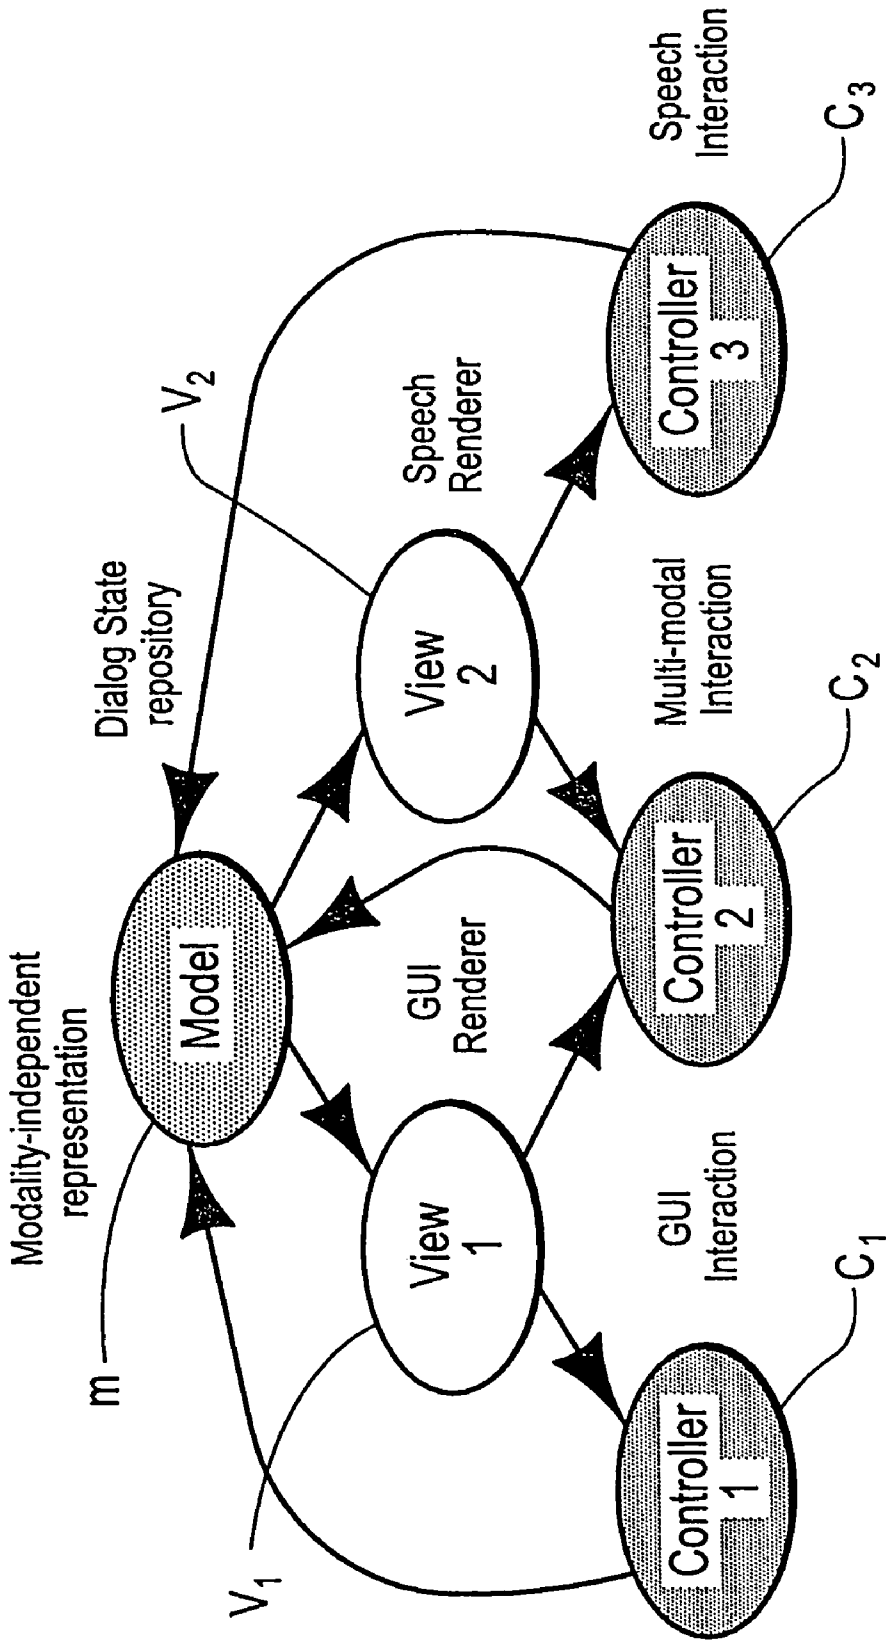 Modality-independent
representation
Dialog State
repository
m
Model
V1
V2
View
1
GUI
Renderer
View
2
Speech
Renderer
Controller
1
GUI
Interaction
Controller
2
Multi-modal
Interaction
Controller
3
Speech
Interaction
C1
C2
C3